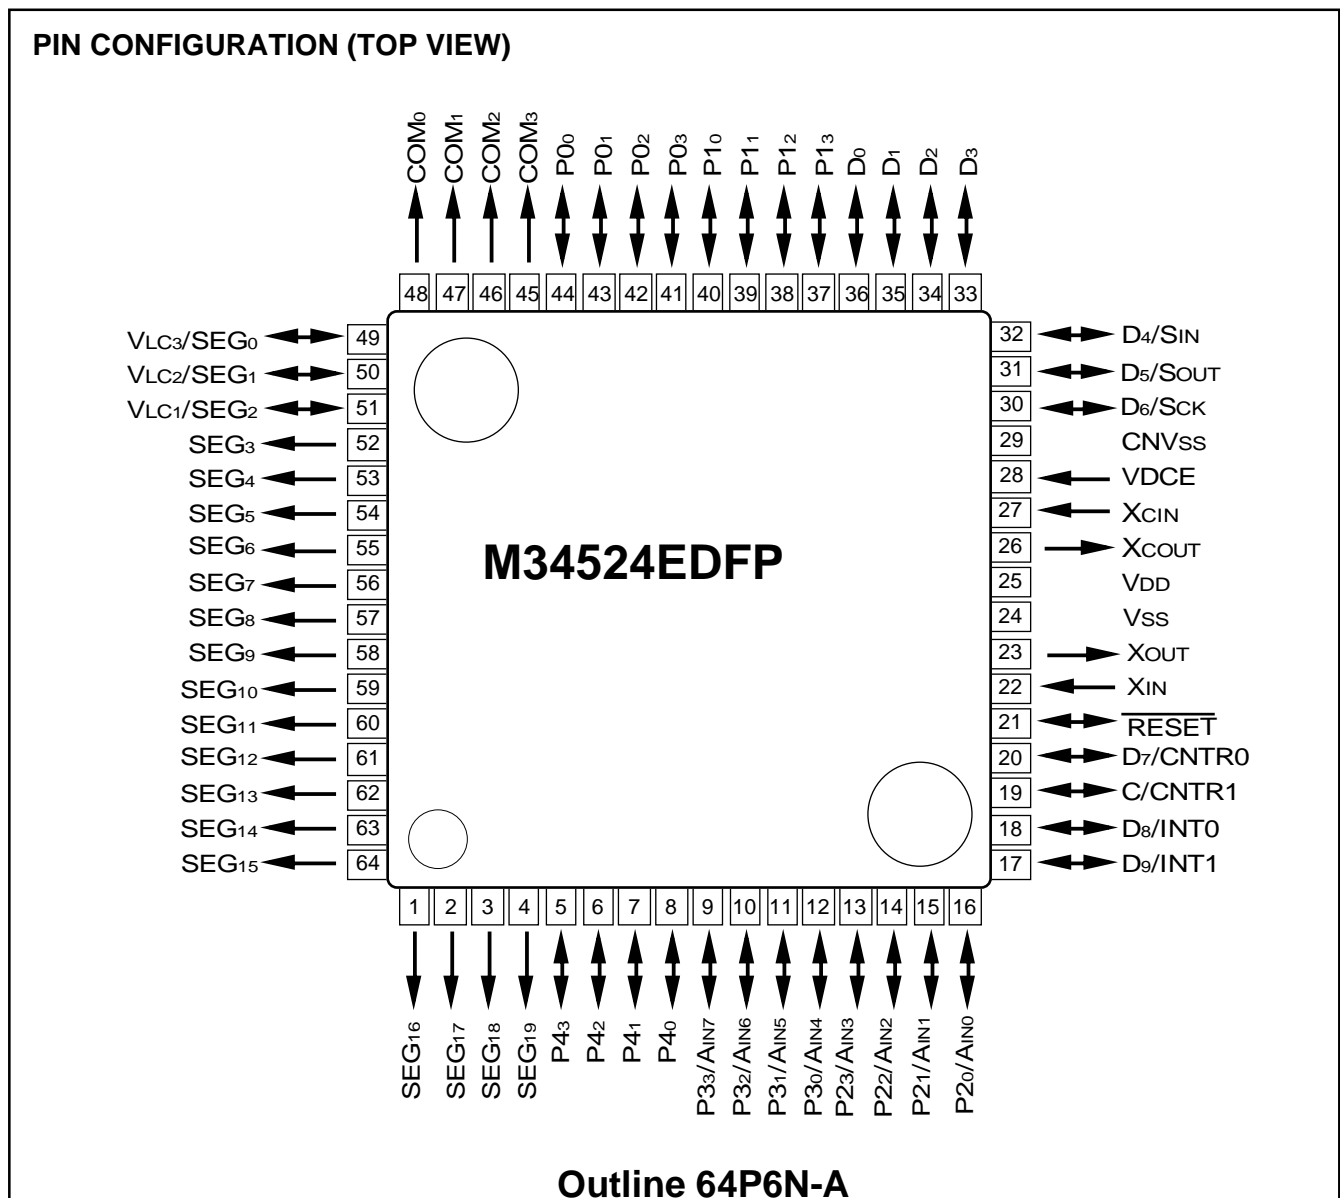 PIN CONFIGURATION (TOP VIEW)
COM0 COM1 COM2 COM3 P00 P01 P02 P03 P10 P11 P12 P13 D0 D1 D2 D3
48 47 46 45 44 43 42 41 40 39 38 37 36 35 34 33
VLC3/SEG0 49
VLC2/SEG1 50
VLC1/SEG2 51
SEG3 52
SEG4 53
SEG5 54
SEG6 55
SEG7 56
SEG8 57
SEG9 58
SEG10 59
SEG11 60
SEG12 61
SEG13 62
SEG14 63
SEG15 64
M34524EDFP
32 D4/SIN
31 D5/SOUT
30 D6/SCK
29 CNVSS
28 VDCE
27 XCIN
26 XCOUT
25 VDD
24 VSS
23 XOUT
22 XIN
21 RESET
20 D7/CNTR0
19 C/CNTR1
18 D8/INT0
17 D9/INT1
1 2 3 4 5 6 7 8 9 10 11 12 13 14 15 16
SEG16 SEG17 SEG18 SEG19 P43 P42 P41 P40 P33/AIN7 P32/AIN6 P31/AIN5 P30/AIN4 P23/AIN3 P22/AIN2 P21/AIN1 P20/AIN0
Outline 64P6N-A